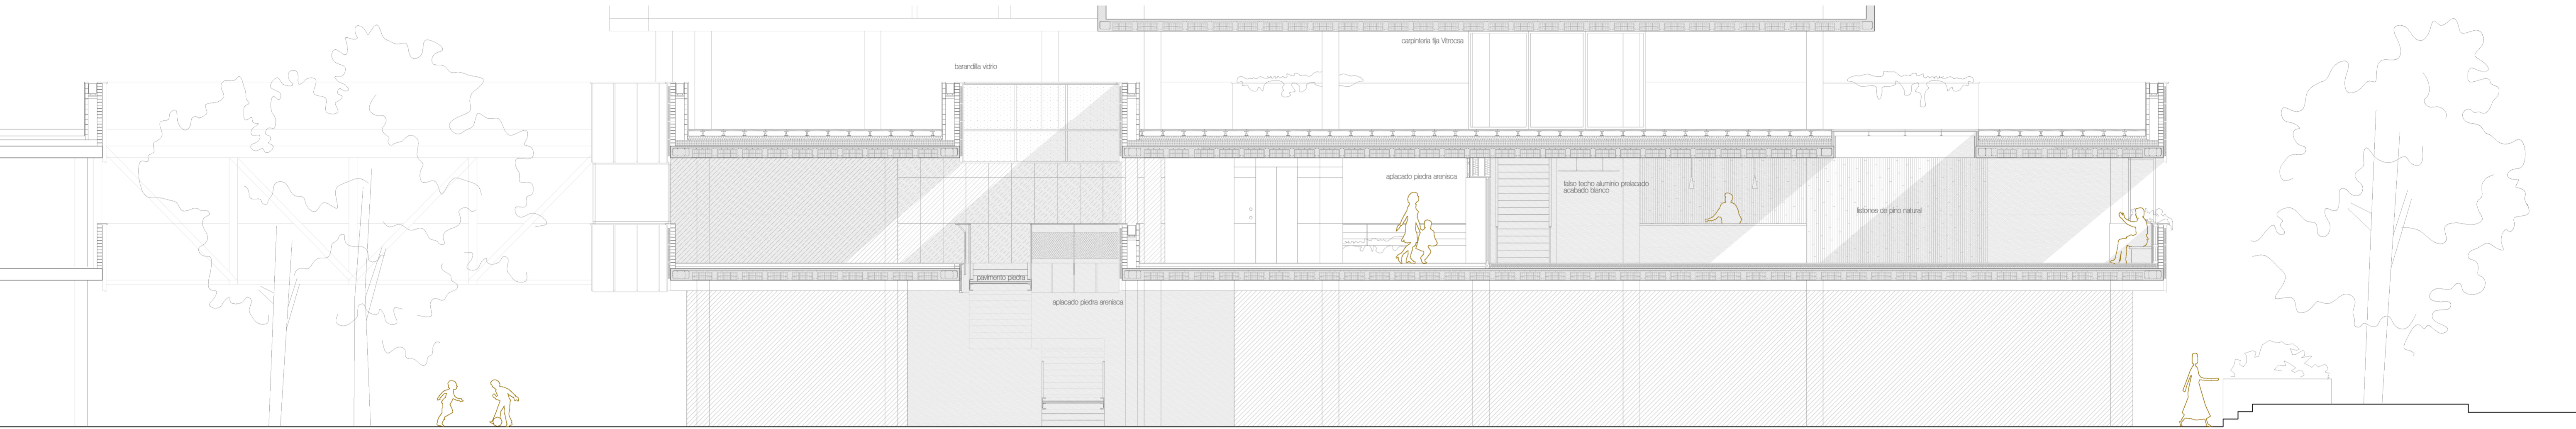 carpintería fija Vitrocsa
barandilla vidrio
aplacado piedra arenisca
falso techo aluminio prelacado
acabado blanco
listones de pino natural
pavimento piedra
aplacado piedra arenisca